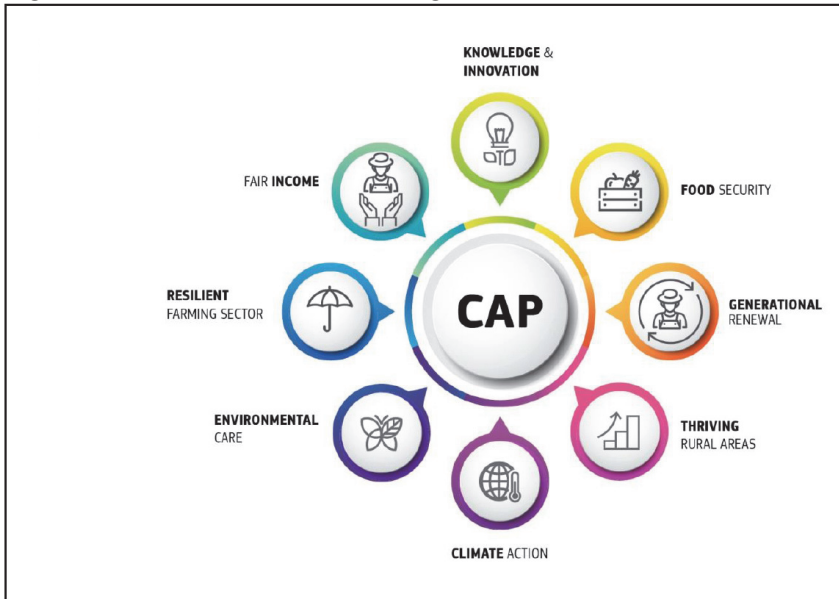 KNOWLEDGE &
INNOVATION
FAIR INCOME
FOOD SECURITY
RESILIENT
FARMING SECTOR
CAP
GENERATIONAL
RENEWAL
ENVIRONMENTAL
CARE
THRIVING
RURAL AREAS
CLIMATE ACTION